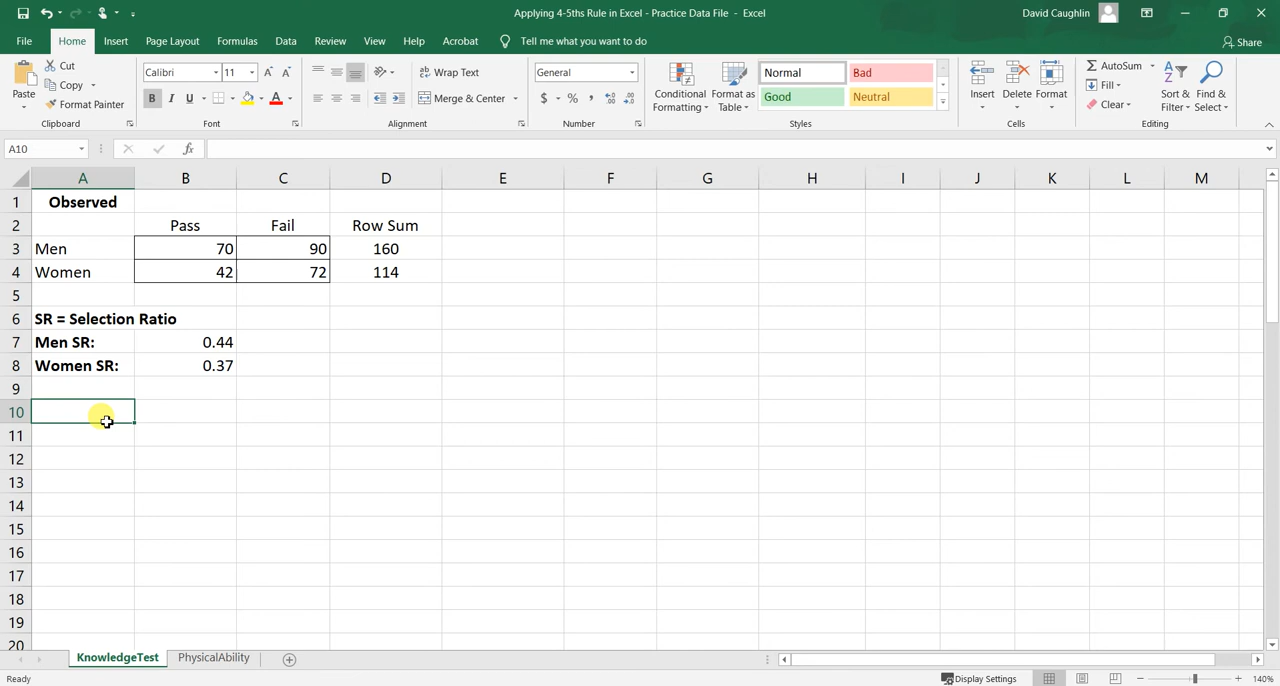 Applying 4-5ths Rule in Excel - Practice Data File - Excel
David Caughlin
File Home Insert Page Layout Formulas Data Review View Help Acrobat Tell me what you want to do Share
Paste
Cut
Copy
Format Painter
Clipboard
Calibri 11
B I U
Font
Wrap Text
Merge & Center
Alignment
General
$ % ,
Number
Conditional Formatting
Format as Table
Normal Bad
Good Neutral
Styles
Insert Delete Format
Cells
AutoSum
Fill
Clear
Sort & Filter
Find & Select
Editing
A10 fx
A B C D E F G H I J K L M
1 Observed
2 Pass Fail Row Sum
3 Men 70 90 160
4 Women 42 72 114
5
6 SR = Selection Ratio
7 Men SR: 0.44
8 Women SR: 0.37
9
10
11
12
13
14
15
16
17
18
19
20
KnowledgeTest PhysicalAbility
Ready Display Settings 140%